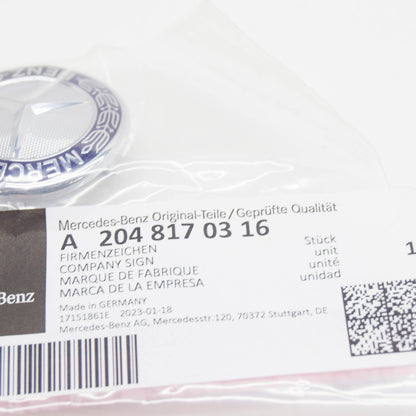 MERCE
ENZ
Mercedes-Benz Original-Teile/Geprüfte Qualität
A 204 817 03 16
FIRMENZEICHEN Stück 1
COMPANY SIGN unit
MARQUE DE FABRIQUE unité
MARCA DE LA EMPRESA unidad
Made in GERMANY
17151861E 2023-01-18
Mercedes-Benz AG, Mercedesstr.120, 70372 Stuttgart, DE
Benz